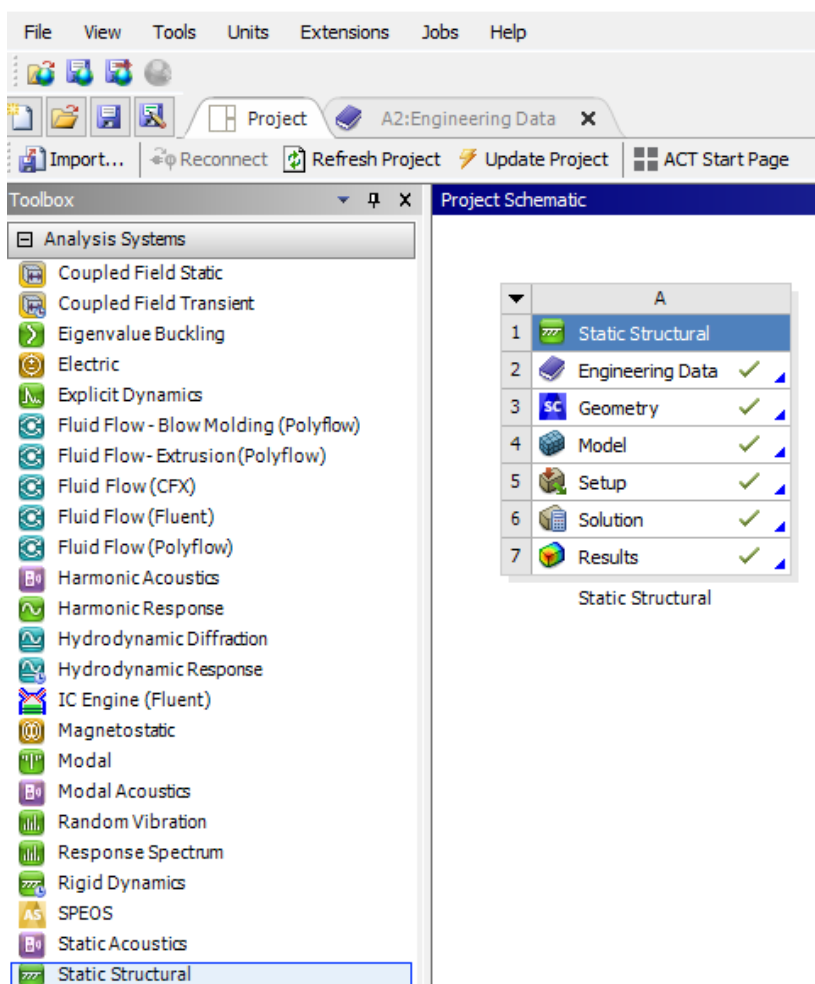 File View Tools Units Extensions Jobs Help
Project A2:Engineering Data
Import... Reconnect Refresh Project Update Project ACT Start Page
Toolbox
Analysis Systems
Coupled Field Static
Coupled Field Transient
Eigenvalue Buckling
Electric
Explicit Dynamics
Fluid Flow - Blow Molding (Polyflow)
Fluid Flow - Extrusion (Polyflow)
Fluid Flow (CFX)
Fluid Flow (Fluent)
Fluid Flow (Polyflow)
Harmonic Acoustics
Harmonic Response
Hydrodynamic Diffraction
Hydrodynamic Response
IC Engine (Fluent)
Magnetostatic
Modal
Modal Acoustics
Random Vibration
Response Spectrum
Rigid Dynamics
AS SPEOS
Static Acoustics
Static Structural
Project Schematic
A
1 Static Structural
2 Engineering Data
3 SC Geometry
4 Model
5 Setup
6 Solution
7 Results
Static Structural